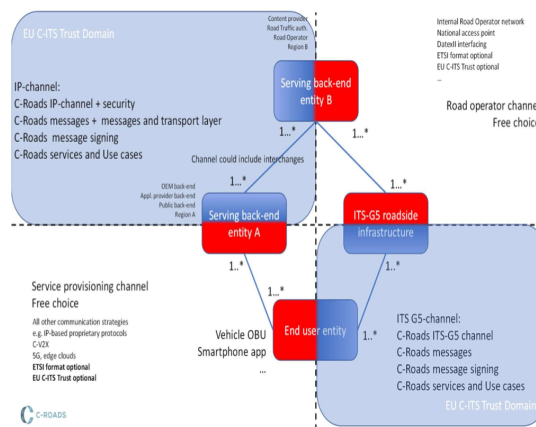 EU C-ITS Trust Domain
Content provider
Road Traffic auth.
Road Operator
Region B
Internal Road Operator network
National access point
DatexII interfacing
ETSI format optional
EU C-ITS Trust optional
...
IP-channel:
C-Roads IP-channel + security
C-Roads messages + messages and transport layer
C-Roads message signing
C-Roads services and Use cases
Serving back-end
entity B
Road operator channel
Free choice
1...*
1...*
Channel could include interchanges
OEM back-end
Appl. provider back-end
Public back-end
Region A
1...*
1...*
Serving back-end
entity A
ITS-G5 roadside
infrastructure
1..*
1..*
Service provisioning channel
Free choice
All other communication strategies
e.g. IP-based proprietary protocols
C-V2X
5G, edge clouds
ETSI format optional
EU C-ITS Trust optional
1...*
Vehicle OBU
Smartphone app
...
End user entity
1..*
ITS G5-channel:
C-Roads ITS-G5 channel
C-Roads messages
C-Roads message signing
C-Roads services and Use cases
EU C-ITS Trust Domain
C-ROADS